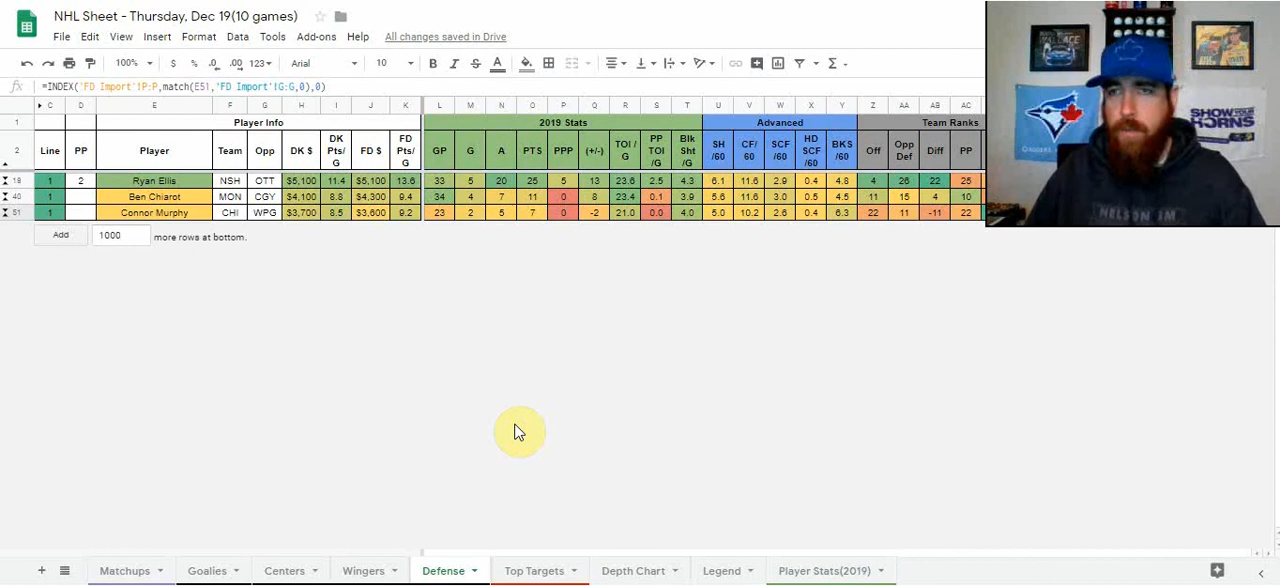 NHL Sheet - Thursday, Dec 19(10 games)
File Edit View Insert Format Data Tools Add-ons Help All changes saved in Drive
100% $ % .0 .00 123 Arial 10 B I S A
fx =INDEX('FD Import'!P:P,match(E51,'FD Import'!G:G,0),0)
C D E F G H I J K L M N O P Q R S T U V W X Y Z AA AB AC
1 Player Info 2019 Stats Advanced Team Ranks
2 Line PP Player Team Opp DK $ DK Pts/ G FD $ FD Pts/ G GP G A PTS PPP (+/-) TOI / G PP TOI /G Blk Sht /G SH /60 CF/ 60 SCF /60 HD SCF /60 BKS /60 Off Opp Def Diff PP
18 1 2 Ryan Ellis NSH OTT $5,100 11.4 $5,100 13.6 33 5 20 25 5 13 23.6 2.5 4.3 6.1 11.6 2.9 0.4 4.8 4 26 22 25
40 1 Ben Chiarot MON CGY $4,100 8.8 $4,300 9.4 34 4 7 11 0 8 23.4 0.1 3.9 5.6 11.6 3.0 0.5 4.5 11 15 4 10
51 1 Connor Murphy CHI WPG $3,700 8.5 $3,600 9.2 23 2 5 7 0 -2 21.0 0.0 4.0 5.0 10.2 2.6 0.4 6.3 22 11 -11 22
Add 1000 more rows at bottom.
SHOW YOUR
HORNS
Matchups Goalies Centers Wingers Defense Top Targets Depth Chart Legend Player Stats(2019)